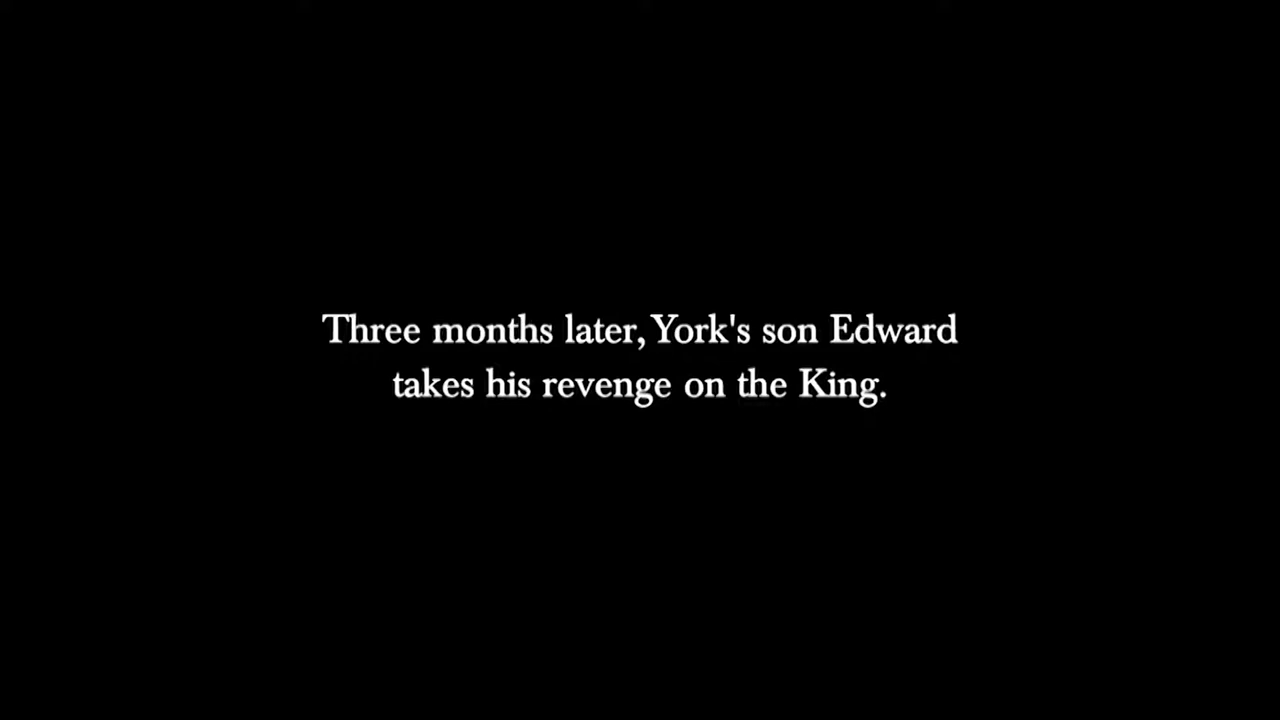 Three months later, York's son Edward
takes his revenge on the King.